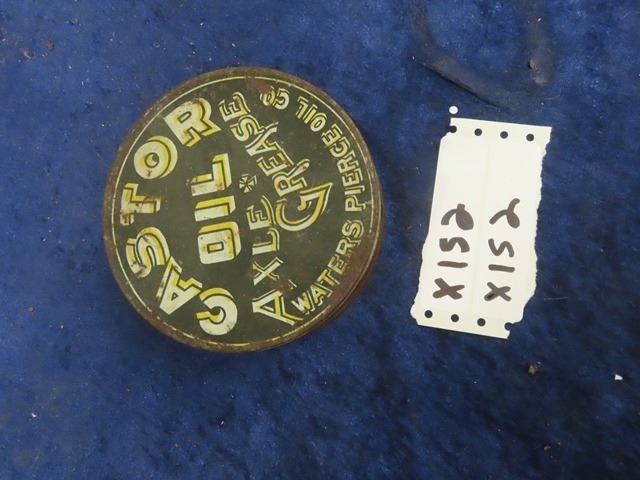 CASTOR
OIL
AXLE
GREASE
WATERS PIERCE OIL CO
X152
X152